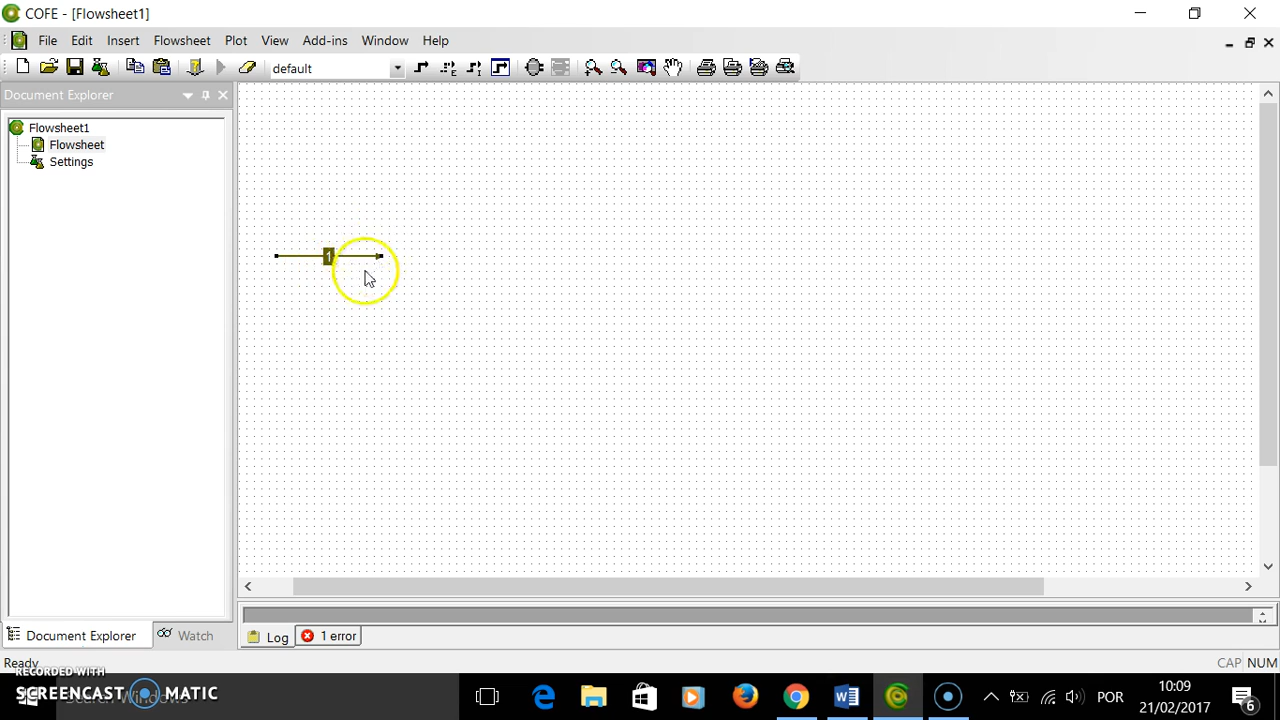 COFE - [Flowsheet1]
File Edit Insert Flowsheet Plot View Add-ins Window Help
default
Document Explorer
Flowsheet1
Flowsheet
Settings
1
Document Explorer Watch
Log 1 error
Ready CAP NUM
RECORDED WITH
SCREENCAST MATIC
Search Windows
POR
10:09
21/02/2017
6